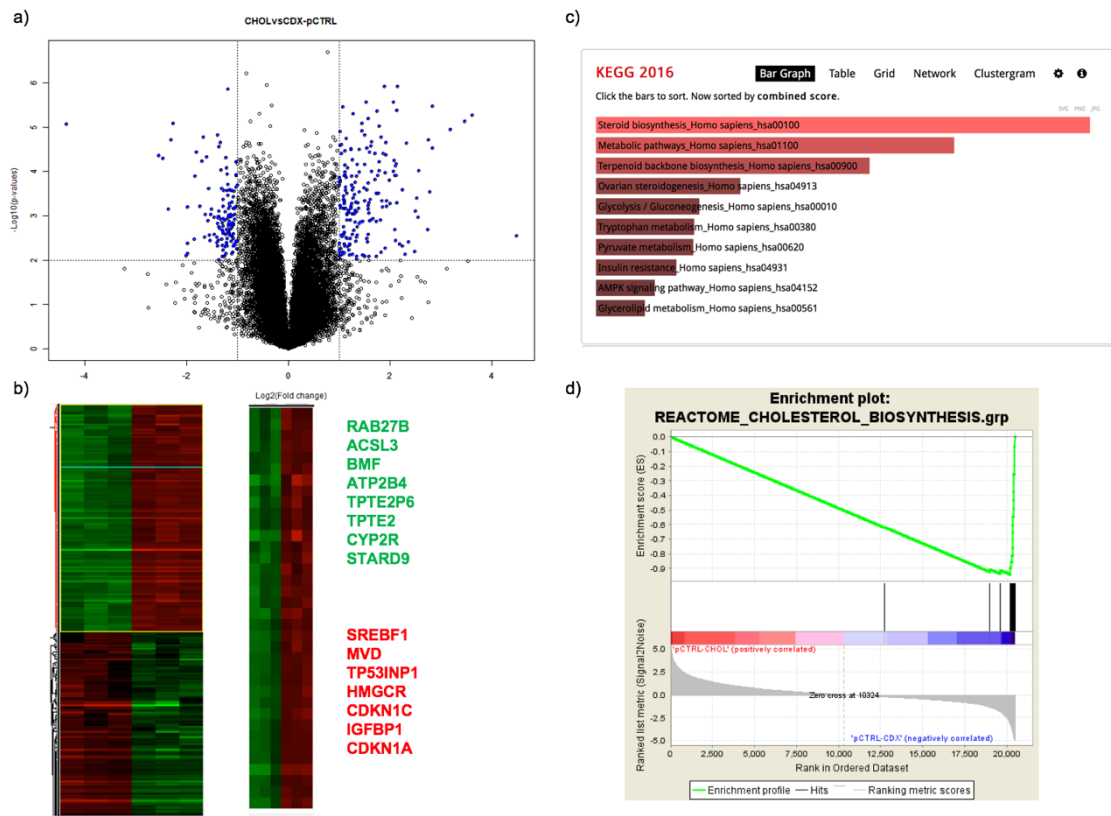 a)
CHOLvsCDX-pCTRL
-Log10(p-values)
6
5
4
3
2
1
0
-4
-2
0
2
4
b)
Log2(Fold change)
RAB27B
ACSL3
BMF
ATP2B4
TPTE2P6
TPTE2
CYP2R
STARD9
SREBF1
MVD
TP53INP1
HMGCR
CDKN1C
IGFBP1
CDKN1A
c)
KEGG 2016
Bar Graph Table Grid Network Clustergram
Click the bars to sort. Now sorted by combined score.
SVG PNG JPG
Steroid biosynthesis_Homo sapiens_hsa00100
Metabolic pathways_Homo sapiens_hsa01100
Terpenoid backbone biosynthesis_Homo sapiens_hsa00900
Ovarian steroidogenesis_Homo sapiens_hsa04913
Glycolysis / Gluconeogenesis_Homo sapiens_hsa00010
Tryptophan metabolism_Homo sapiens_hsa00380
Pyruvate metabolism_Homo sapiens_hsa00620
Insulin resistance_Homo sapiens_hsa04931
AMPK signaling pathway_Homo sapiens_hsa04152
Glycerolipid metabolism_Homo sapiens_hsa00561
d)
Enrichment plot:
REACTOME_CHOLESTEROL_BIOSYNTHESIS.grp
Enrichment score (ES)
0.0
-0.1
-0.2
-0.3
-0.4
-0.5
-0.6
-0.7
-0.8
-0.9
Ranked list metric (Signal2Noise)
5.0
2.5
0.0
-2.5
-5.0
'pCTRL-CHOL' (positively correlated)
Zero cross at 10324
'pCTRL-CDX' (negatively correlated)
0 2,500 5,000 7,500 10,000 12,500 15,000 17,500 20,000
Rank in Ordered Dataset
Enrichment profile Hits Ranking metric scores